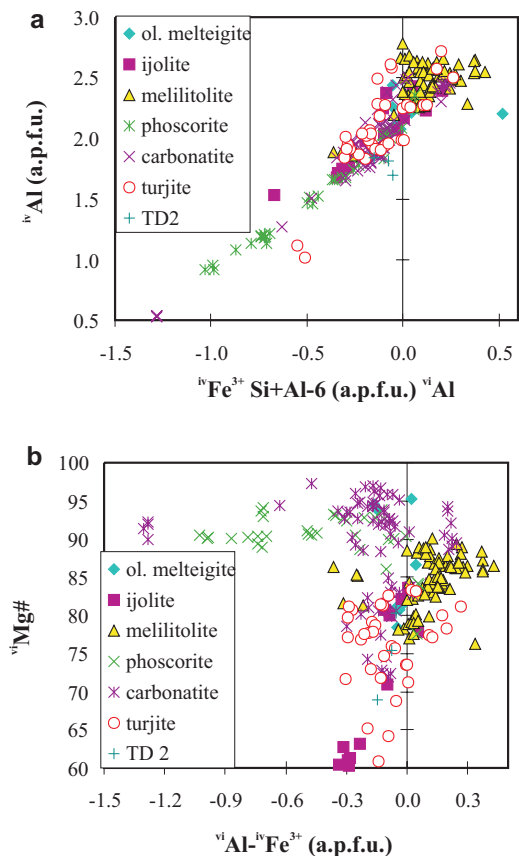 a
ivAl (a.p.f.u.)
3.0
2.5
2.0
1.5
1.0
0.5
ol. melteigite
ijolite
melilitolite
phoscorite
carbonatite
turjite
TD2
-1.5 -1.0 -0.5 0.0 0.5
ivFe3+ Si+Al-6 (a.p.f.u.) viAl
b
viMg#
100
95
90
85
80
75
70
65
60
ol. melteigite
ijolite
melilitolite
phoscorite
carbonatite
turjite
TD 2
-1.5 -1.2 -0.9 -0.6 -0.3 0.0 0.3
viAl-ivFe3+ (a.p.f.u.)